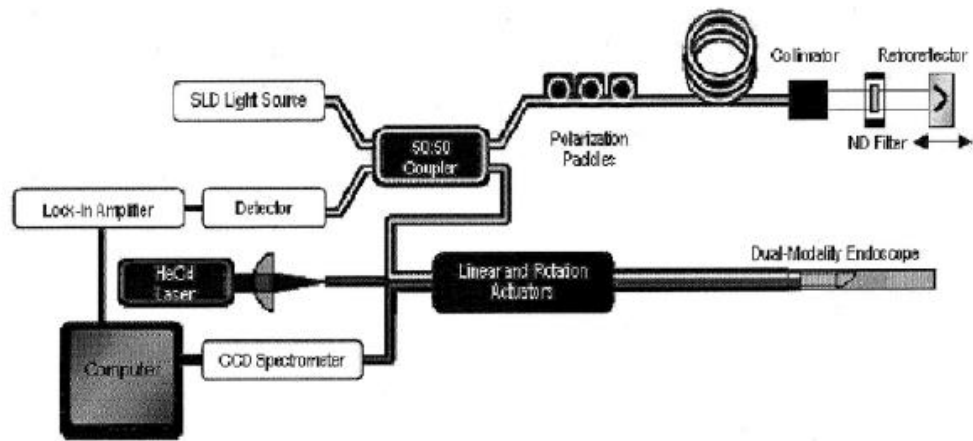 Collimator
Retroreflector
SLD Light Source
50:50
Coupler
Polarization
Paddles
ND Filter
Lock-In Amplifier
Detector
HeCd
Laser
Linear and Rotation
Actuators
Dual-Modality Endoscope
Computer
CCD Spectrometer